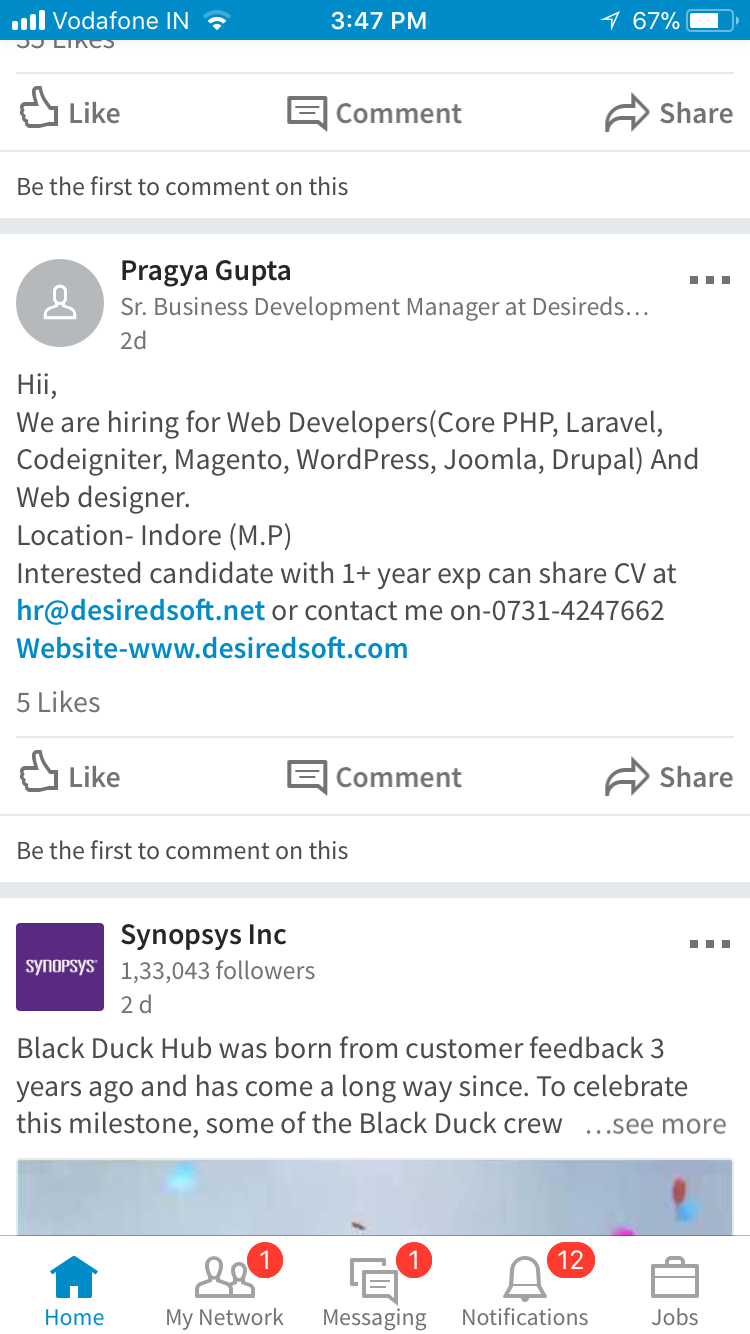 Vodafone IN 3:47 PM 67%
35 Likes
Like Comment Share
Be the first to comment on this
Pragya Gupta
Sr. Business Development Manager at Desireds...
2d
Hii,
We are hiring for Web Developers(Core PHP, Laravel,
Codeigniter, Magento, WordPress, Joomla, Drupal) And
Web designer.
Location- Indore (M.P)
Interested candidate with 1+ year exp can share CV at
hr@desiredsoft.net or contact me on-0731-4247662
Website-www.desiredsoft.com
5 Likes
Like Comment Share
Be the first to comment on this
SYNOPSYS
Synopsys Inc
1,33,043 followers
2 d
Black Duck Hub was born from customer feedback 3
years ago and has come a long way since. To celebrate
this milestone, some of the Black Duck crew ...see more
1 1 12
Home My Network Messaging Notifications Jobs